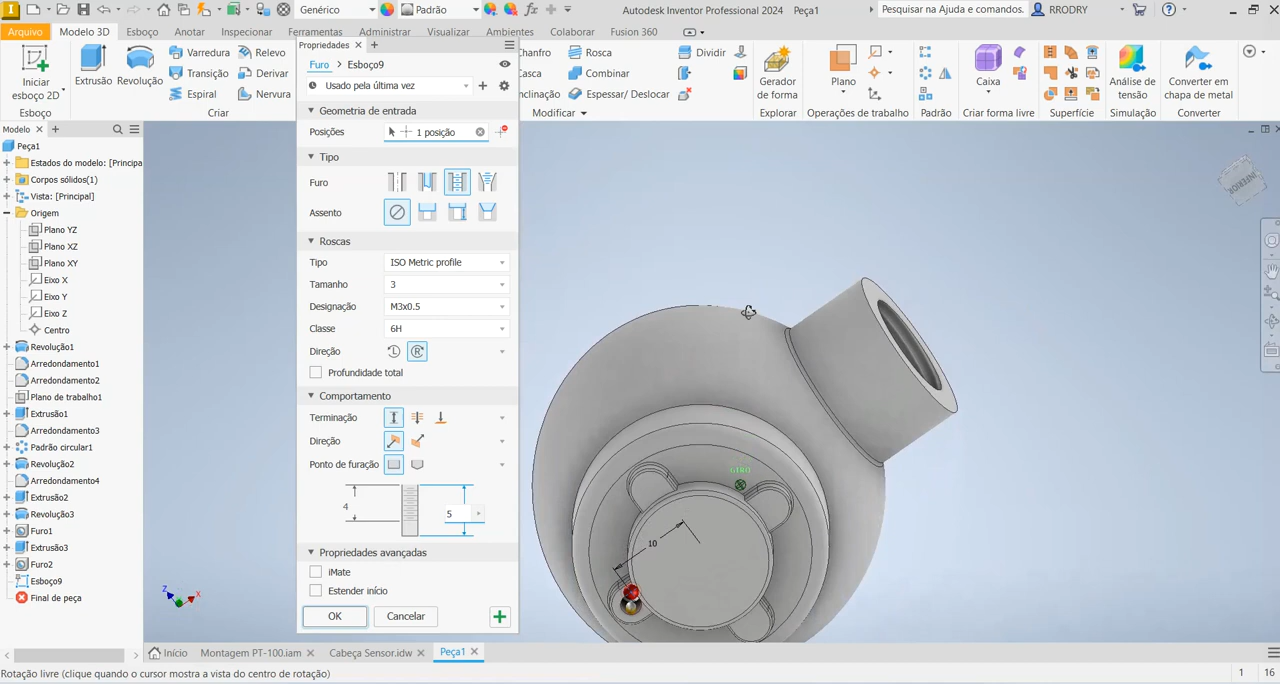 Genérico
Padrão
Autodesk Inventor Professional 2024 Peça1
Pesquisar na Ajuda e comandos.
RRODRY
Arquivo Modelo 3D Esboço Anotar Inspecionar Ferramentas Administrar Visualizar Ambientes Colaborar Fusion 360
Iniciar
esboço 2D
Esboço
Extrusão
Revolução
Varredura
Transição
Espiral
Relevo
Derivar
Nervura
Criar
Chanfro
Casca
Inclinação
Rosca
Combinar
Espessar/ Deslocar
Dividir
Modificar
Gerador
de forma
Explorar
Plano
Operações de trabalho
Padrão
Caixa
Criar forma livre
Superfície
Análise de
tensão
Simulação
Converter em
chapa de metal
Converter
Modelo
Peça1
Estados do modelo: [Principa
Corpos sólidos(1)
Vista: [Principal]
Origem
Plano YZ
Plano XZ
Plano XY
Eixo X
Eixo Y
Eixo Z
Centro
Revolução1
Arredondamento1
Arredondamento2
Plano de trabalho1
Extrusão1
Arredondamento3
Padrão circular1
Revolução2
Arredondamento4
Extrusão2
Revolução3
Furo1
Extrusão3
Furo2
Esboço9
Final de peça
Propriedades
Furo Esboço9
Usado pela última vez
Geometria de entrada
Posições 1 posição
Tipo
Furo
Assento
Roscas
Tipo ISO Metric profile
Tamanho 3
Designação M3x0.5
Classe 6H
Direção
Profundidade total
Comportamento
Terminação
Direção
Ponto de furação
4
5
Propriedades avançadas
iMate
Estender início
OK Cancelar
INFERIOR
10
Z
X
Início Montagem PT-100.iam Cabeça Sensor.idw Peça1
Rotação livre (clique quando o cursor mostra a vista do centro de rotação)
1 16